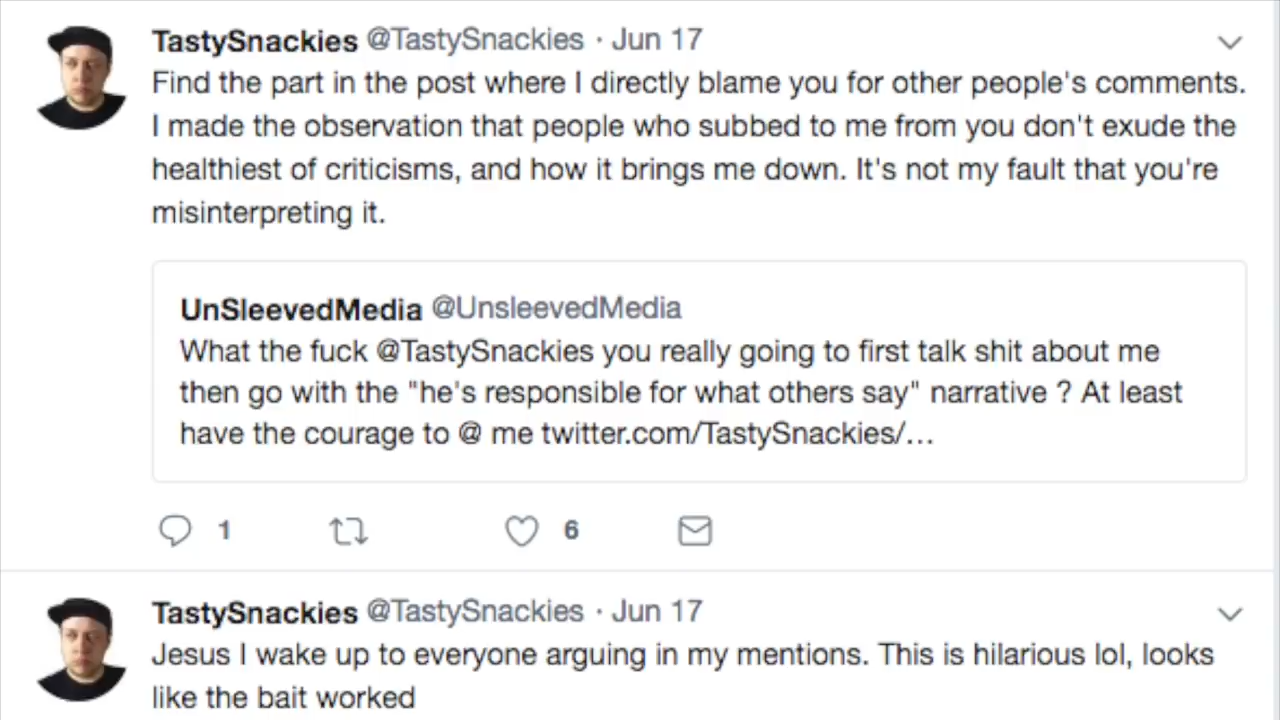 TastySnackies @TastySnackies · Jun 17
Find the part in the post where I directly blame you for other people's comments.
I made the observation that people who subbed to me from you don't exude the
healthiest of criticisms, and how it brings me down. It's not my fault that you're
misinterpreting it.
UnSleevedMedia @UnsleevedMedia
What the fuck @TastySnackies you really going to first talk shit about me
then go with the "he's responsible for what others say" narrative ? At least
have the courage to @ me twitter.com/TastySnackies/...
1 6
TastySnackies @TastySnackies · Jun 17
Jesus I wake up to everyone arguing in my mentions. This is hilarious lol, looks
like the bait worked